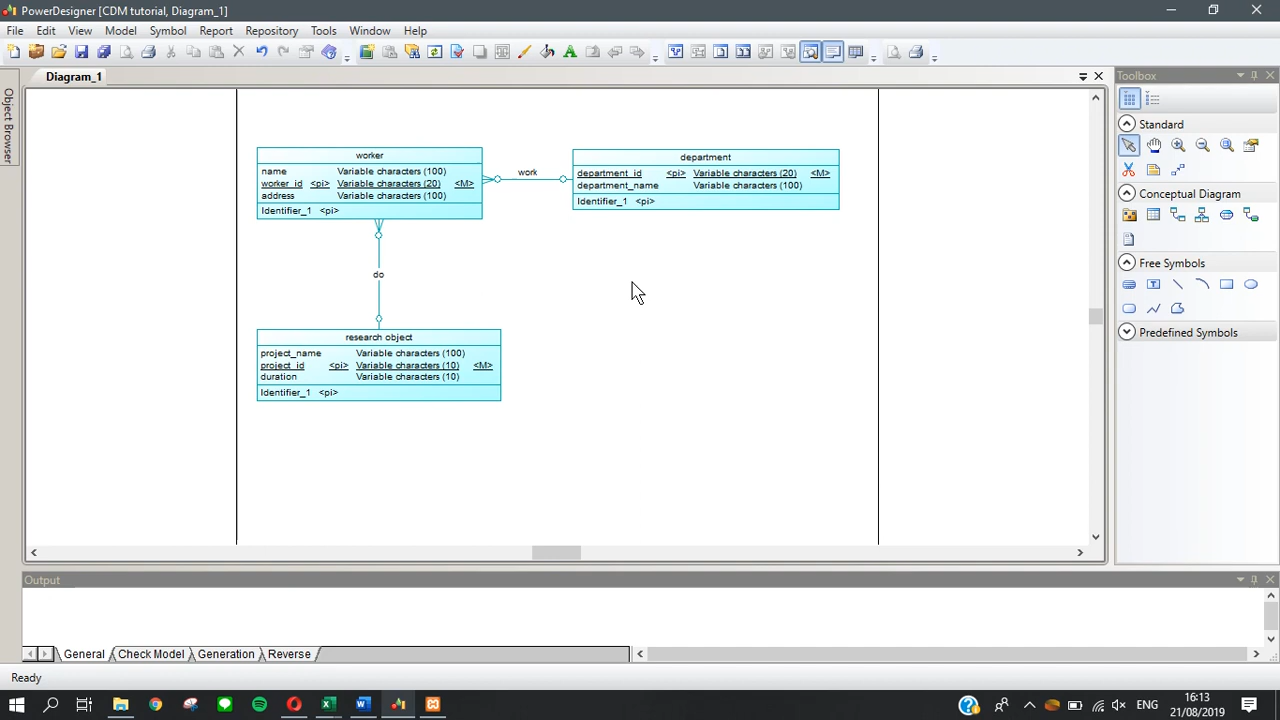 PowerDesigner [CDM tutorial, Diagram_1]
File Edit View Model Symbol Report Repository Tools Window Help
Diagram_1
Toolbox
Object Browser
Standard
Conceptual Diagram
Free Symbols
Predefined Symbols
worker
name Variable characters (100)
worker_id <pi> Variable characters (20) <M>
address Variable characters (100)
Identifier_1 <pi>
work
department
department_id <pi> Variable characters (20) <M>
department_name Variable characters (100)
Identifier_1 <pi>
do
research object
project_name Variable characters (100)
project_id <pi> Variable characters (10) <M>
duration Variable characters (10)
Identifier_1 <pi>
Output
General Check Model Generation Reverse
Ready
ENG
16:13
21/08/2019